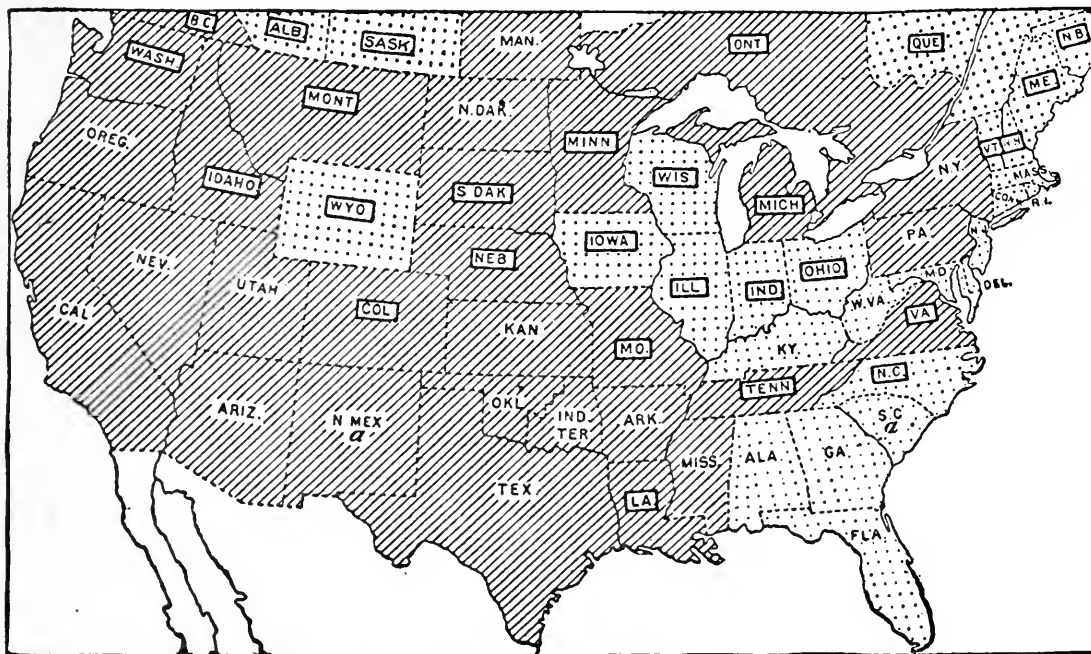 B C
ALB
SASK
MAN.
ONT
QUE
N.B.
WASH
MONT
N.DAK.
MINN
ME
OREG.
IDAHO
WYO
S DAK
WIS
MICH
N.Y.
VT
N H
MASS.
CONN
R.I.
NEV.
UTAH
NEB
IOWA
PA.
N.J.
CAL.
COL
KAN
MO.
ILL
IND
OHIO
W.VA.
MD.
DEL.
VA
KY.
ARIZ.
N MEX
a
OKL.
IND
TER
ARK.
TENN
N.C.
S.C.
a
TEX.
LA
MISS.
ALA.
GA.
FLA.